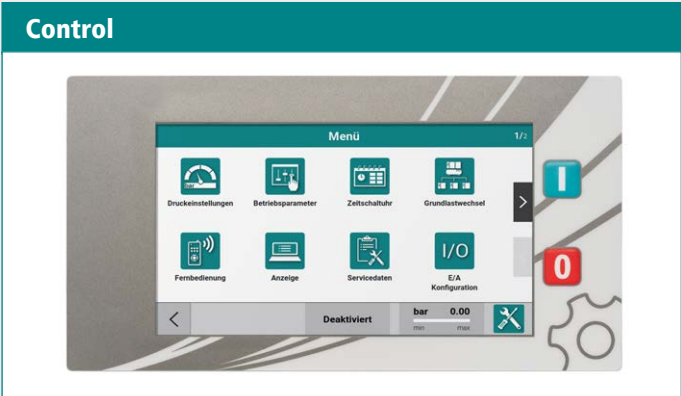 Control
Menü
1/2
bar
Druckeinstellungen
Betriebsparameter
Zeitschaltuhr
Grundlastwechsel
>
I
Fernbedienung
Anzeige
Servicedaten
I/O
E/A
Konfiguration
0
<
Deaktiviert
bar 0.00
min max